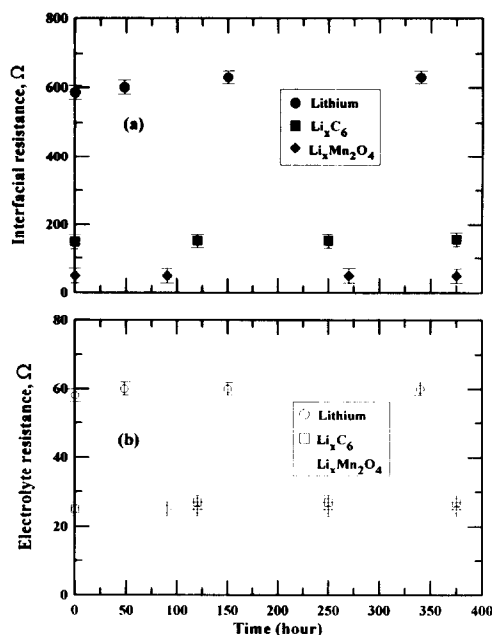 800
600
400
200
0
Interfacial resistance, Ω
(a)
Lithium
LiₓC₆
LiₓMn₂O₄
80
60
40
20
0
Electrolyte resistance, Ω
(b)
Lithium
LiₓC₆
LiₓMn₂O₄
0 50 100 150 200 250 300 350 400
Time (hour)